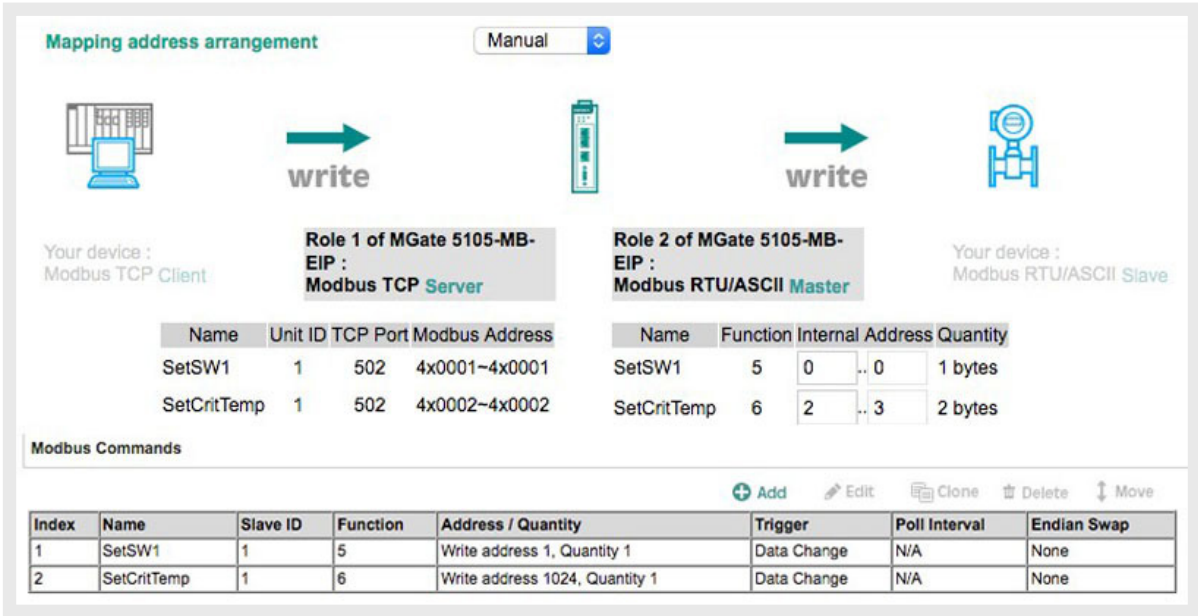 Mapping address arrangement Manual
write write
Your device :
Modbus TCP Client
Role 1 of MGate 5105-MB-
EIP :
Modbus TCP Server
Role 2 of MGate 5105-MB-
EIP :
Modbus RTU/ASCII Master
Your device :
Modbus RTU/ASCII Slave
Name Unit ID TCP Port Modbus Address
SetSW1 1 502 4x0001~4x0001
SetCritTemp 1 502 4x0002~4x0002
Name Function Internal Address Quantity
SetSW1 5 0 .. 0 1 bytes
SetCritTemp 6 2 .. 3 2 bytes
Modbus Commands
Add Edit Clone Delete Move
Index Name Slave ID Function Address / Quantity Trigger Poll Interval Endian Swap
1 SetSW1 1 5 Write address 1, Quantity 1 Data Change N/A None
2 SetCritTemp 1 6 Write address 1024, Quantity 1 Data Change N/A None